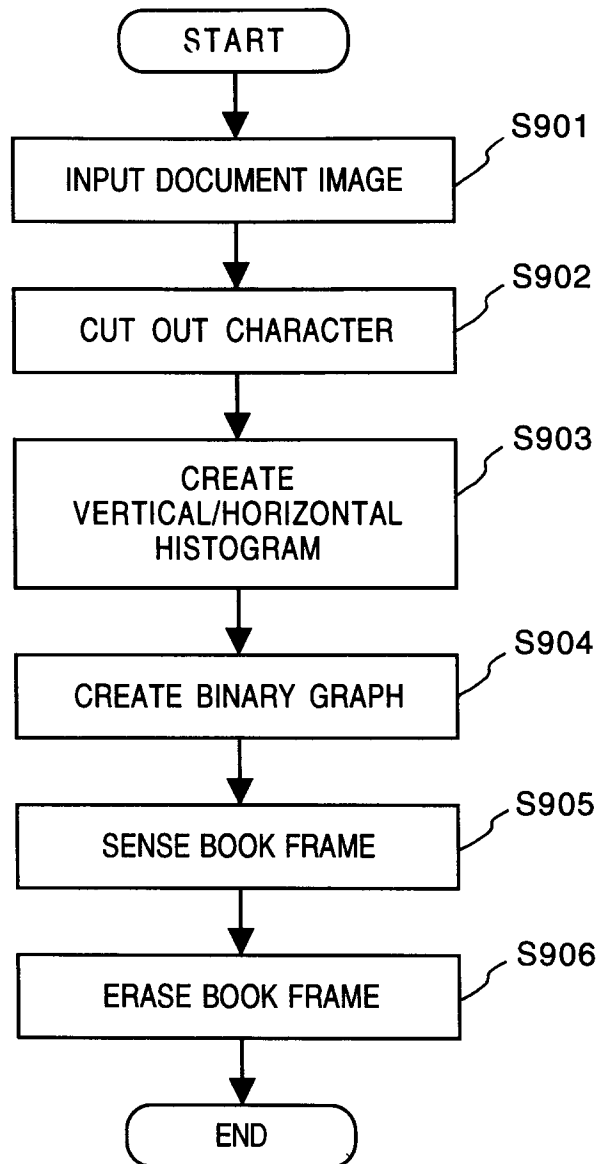 START
S901
INPUT DOCUMENT IMAGE
S902
CUT OUT CHARACTER
S903
CREATE
VERTICAL/HORIZONTAL
HISTOGRAM
S904
CREATE BINARY GRAPH
S905
SENSE BOOK FRAME
S906
ERASE BOOK FRAME
END